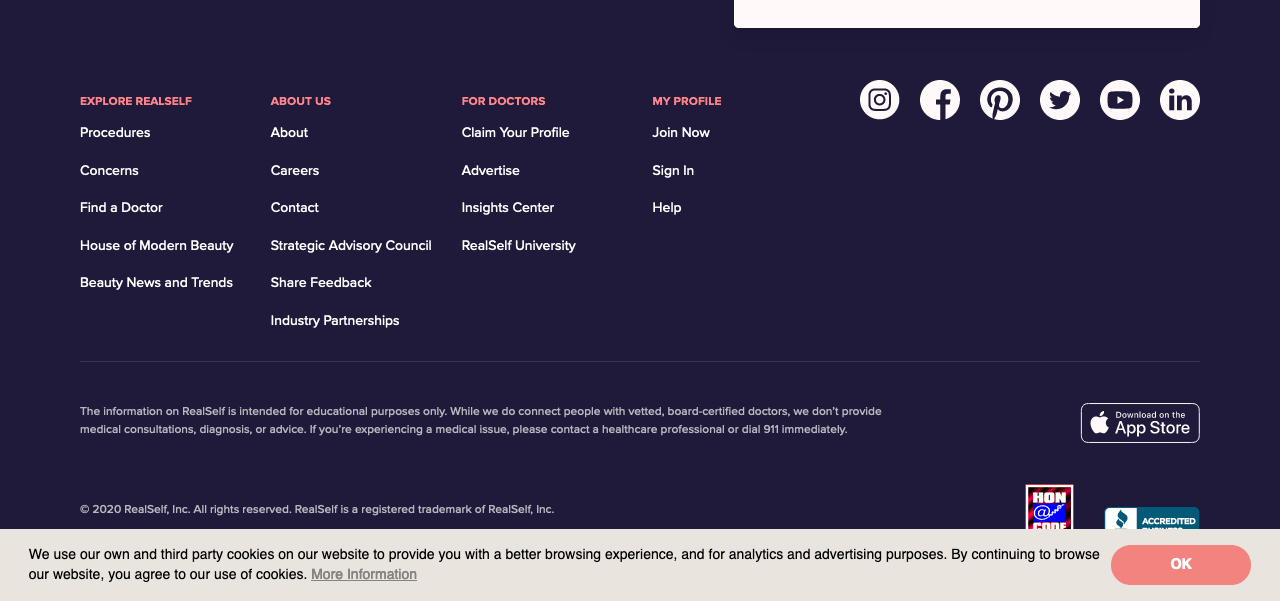 EXPLORE REALSELF
Procedures
Concerns
Find a Doctor
House of Modern Beauty
Beauty News and Trends
ABOUT US
About
Careers
Contact
Strategic Advisory Council
Share Feedback
Industry Partnerships
FOR DOCTORS
Claim Your Profile
Advertise
Insights Center
RealSelf University
MY PROFILE
Join Now
Sign In
Help
The information on RealSelf is intended for educational purposes only. While we do connect people with vetted, board-certified doctors, we don't provide
medical consultations, diagnosis, or advice. If you're experiencing a medical issue, please contact a healthcare professional or dial 911 immediately.
Download on the
App Store
© 2020 RealSelf, Inc. All rights reserved. RealSelf is a registered trademark of RealSelf, Inc.
HON
@
CODE
ACCREDITED
We use our own and third party cookies on our website to provide you with a better browsing experience, and for analytics and advertising purposes. By continuing to browse
our website, you agree to our use of cookies. More Information
OK